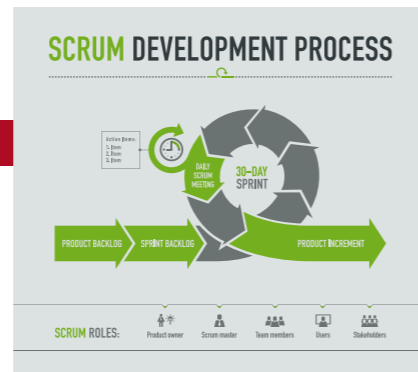 SCRUM DEVELOPMENT PROCESS
Action Items:
1. Item
2. Item
3. Item
DAILY
SCRUM
MEETING
30-DAY
SPRINT
PRODUCT BACKLOG
SPRINT BACKLOG
PRODUCT INCREMENT
SCRUM ROLES:
Product owner
Scrum master
Team members
Users
Stakeholders